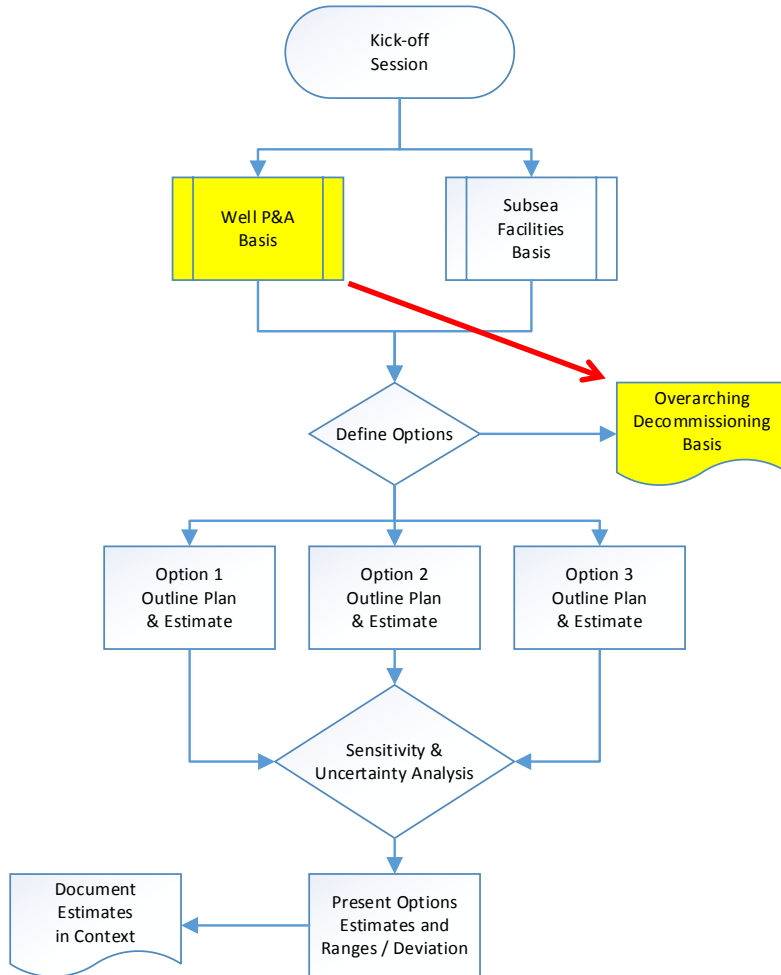 Kick-off
Session
Well P&A
Basis
Subsea
Facilities
Basis
Overarching
Decommissioning
Basis
Define Options
Option 1
Outline Plan
& Estimate
Option 2
Outline Plan
& Estimate
Option 3
Outline Plan
& Estimate
Sensitivity &
Uncertainty Analysis
Document
Estimates
in Context
Present Options
Estimates and
Ranges / Deviation